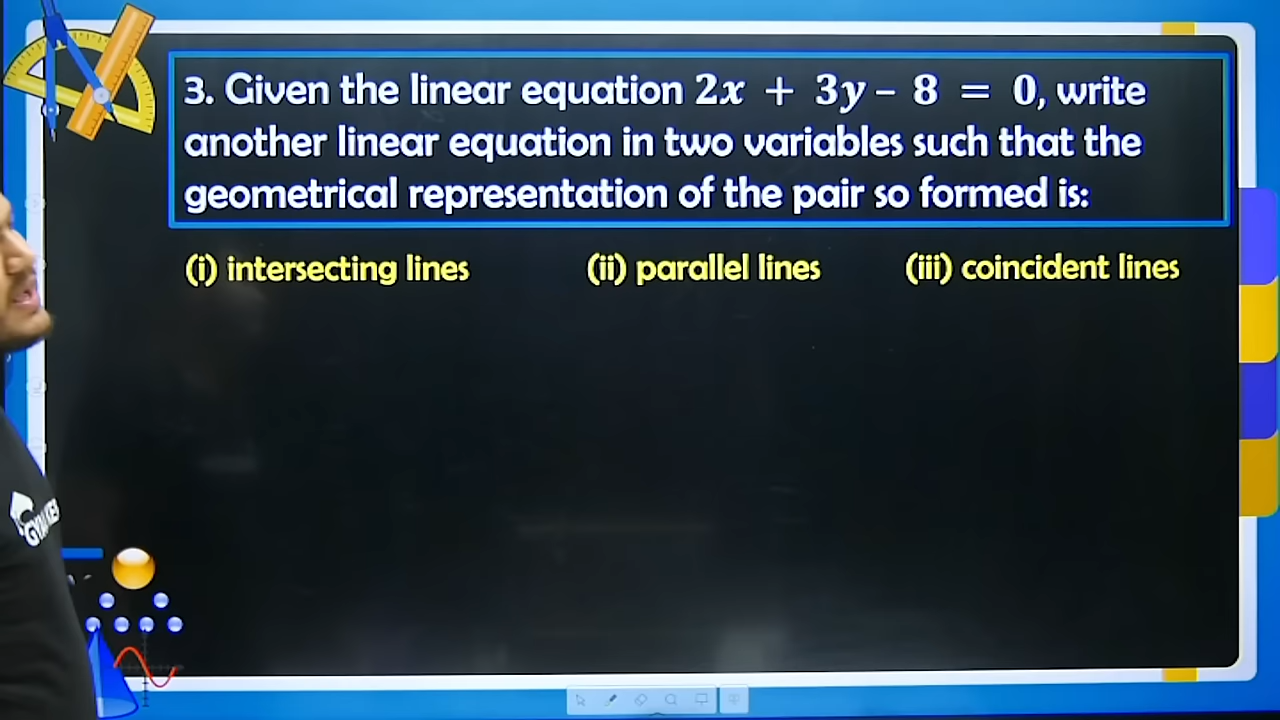 3. Given the linear equation 2x + 3y – 8 = 0, write
another linear equation in two variables such that the
geometrical representation of the pair so formed is:
(i) intersecting lines (ii) parallel lines (iii) coincident lines